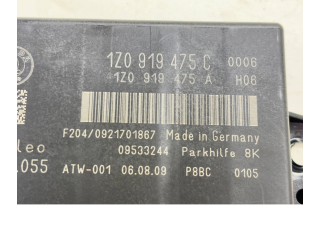 1Z0 919 475 C 0006
1Z0 919 475 A H06
F204/0921701867 Made in Germany
leo 09533244 Parkhilfe 8K
.055 ATW-001 06.08.09 P8BC 0105